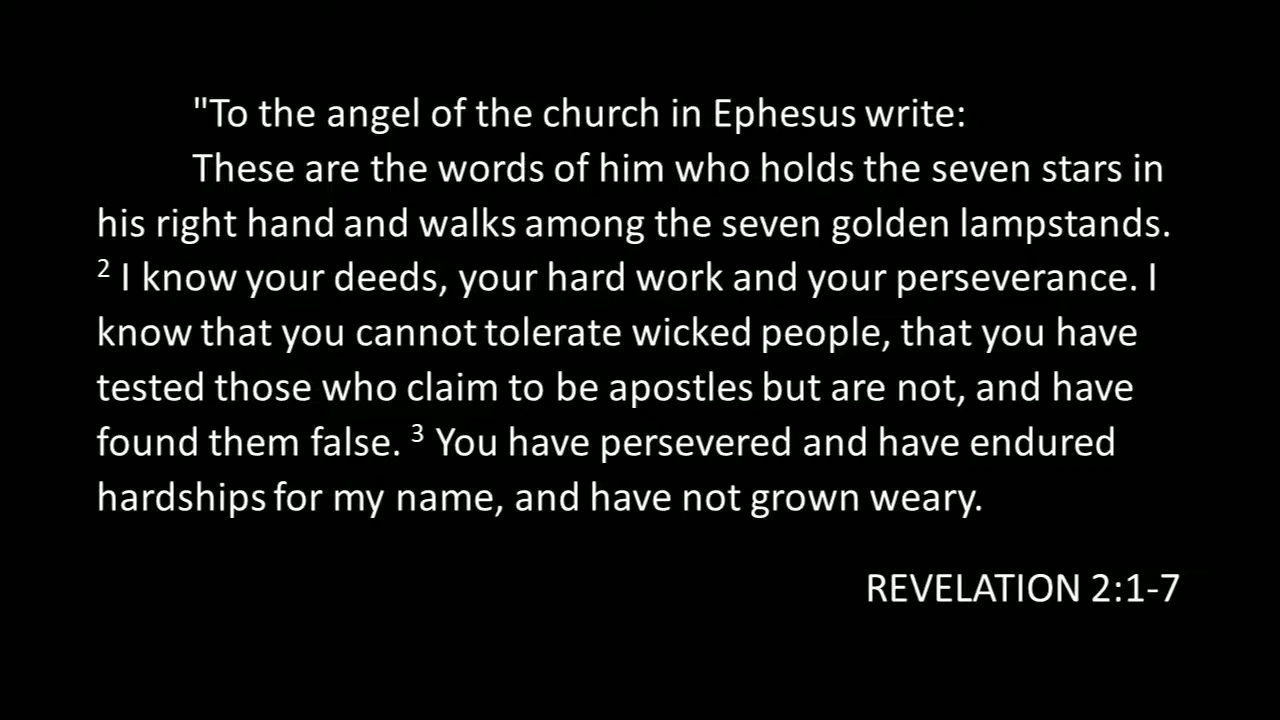 "To the angel of the church in Ephesus write:
These are the words of him who holds the seven stars in
his right hand and walks among the seven golden lampstands.
2 I know your deeds, your hard work and your perseverance. I
know that you cannot tolerate wicked people, that you have
tested those who claim to be apostles but are not, and have
found them false. 3 You have persevered and have endured
hardships for my name, and have not grown weary.
REVELATION 2:1-7